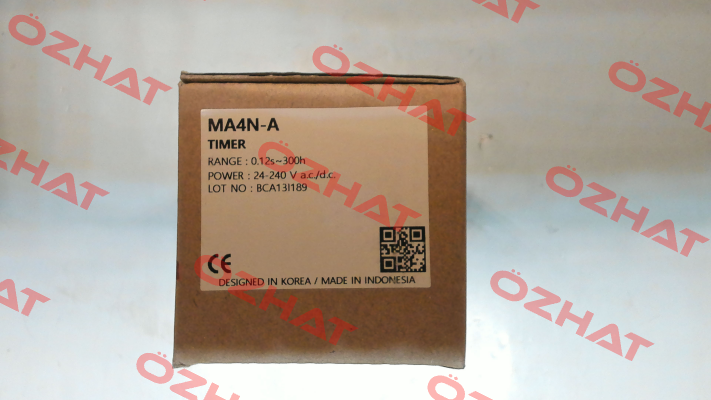 ÖZHAT
MA4N-A
TIMER
RANGE : 0.12s~300h
POWER : 24-240 V a.c./d.c.
LOT NO : BCA13I189
CE
DESIGNED IN KOREA / MADE IN INDONESIA